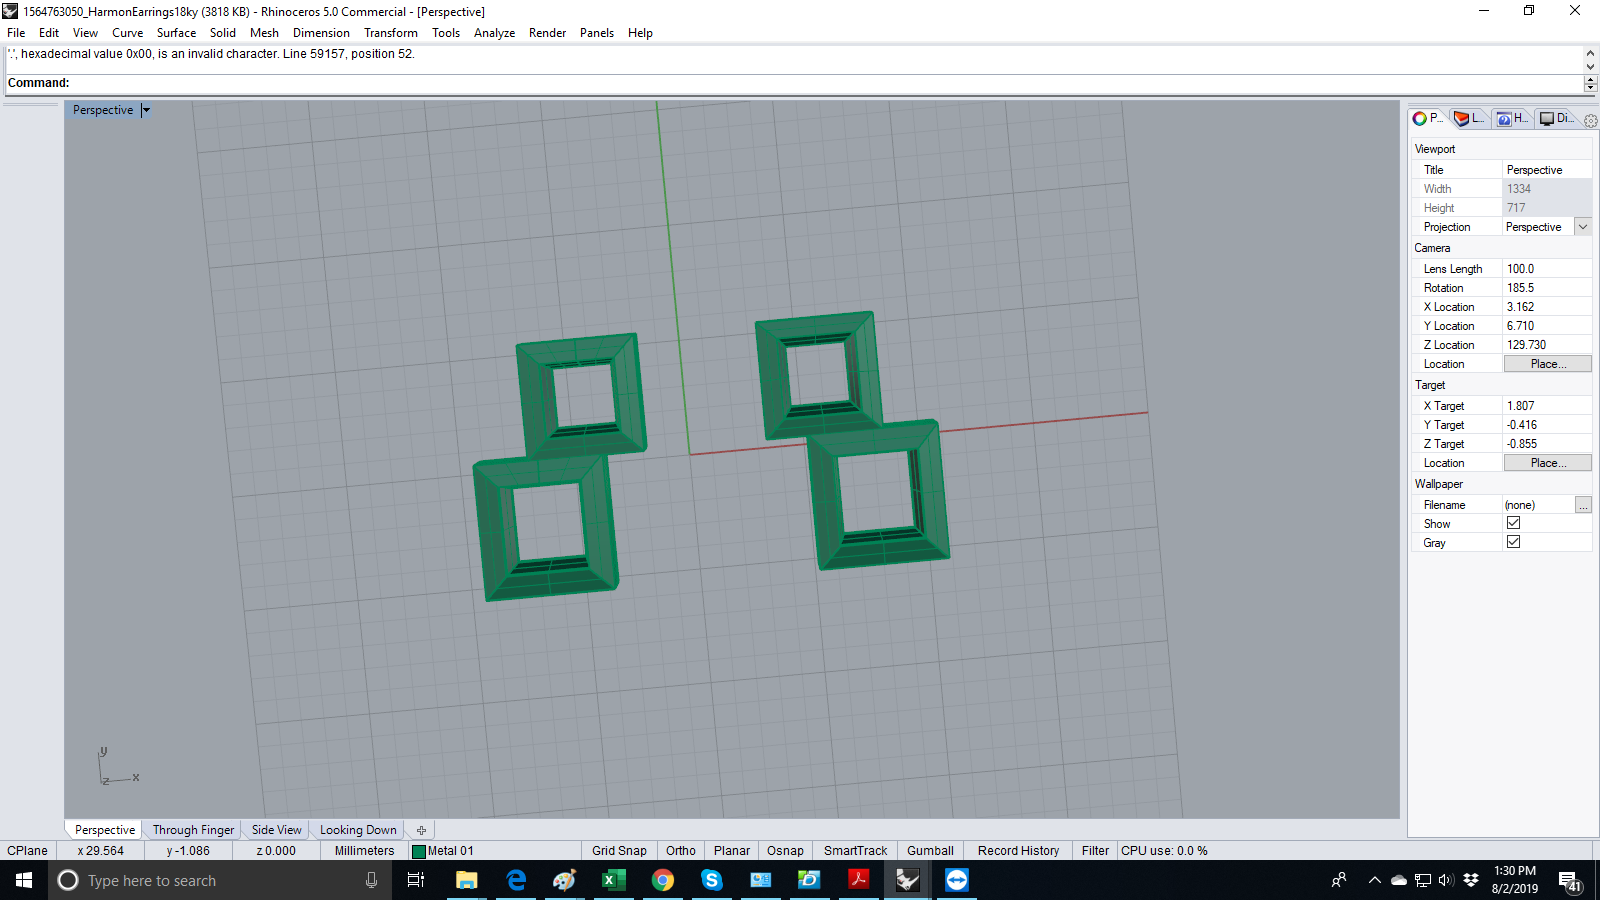 1564763050_HarmonEarrings18ky (3818 KB) - Rhinoceros 5.0 Commercial - [Perspective]
File Edit View Curve Surface Solid Mesh Dimension Transform Tools Analyze Render Panels Help
'.', hexadecimal value 0x00, is an invalid character. Line 59157, position 52.
Command:
Perspective
P... L... H... Di...
Viewport
Title Perspective
Width 1334
Height 717
Projection Perspective
Camera
Lens Length 100.0
Rotation 185.5
X Location 3.162
Y Location 6.710
Z Location 129.730
Location Place...
Target
X Target 1.807
Y Target -0.416
Z Target -0.855
Location Place...
Wallpaper
Filename (none) ...
Show
Gray
y
z x
Perspective Through Finger Side View Looking Down
CPlane x 29.564 y -1.086 z 0.000 Millimeters Metal 01 Grid Snap Ortho Planar Osnap SmartTrack Gumball Record History Filter CPU use: 0.0 %
Type here to search
1:30 PM
8/2/2019
41